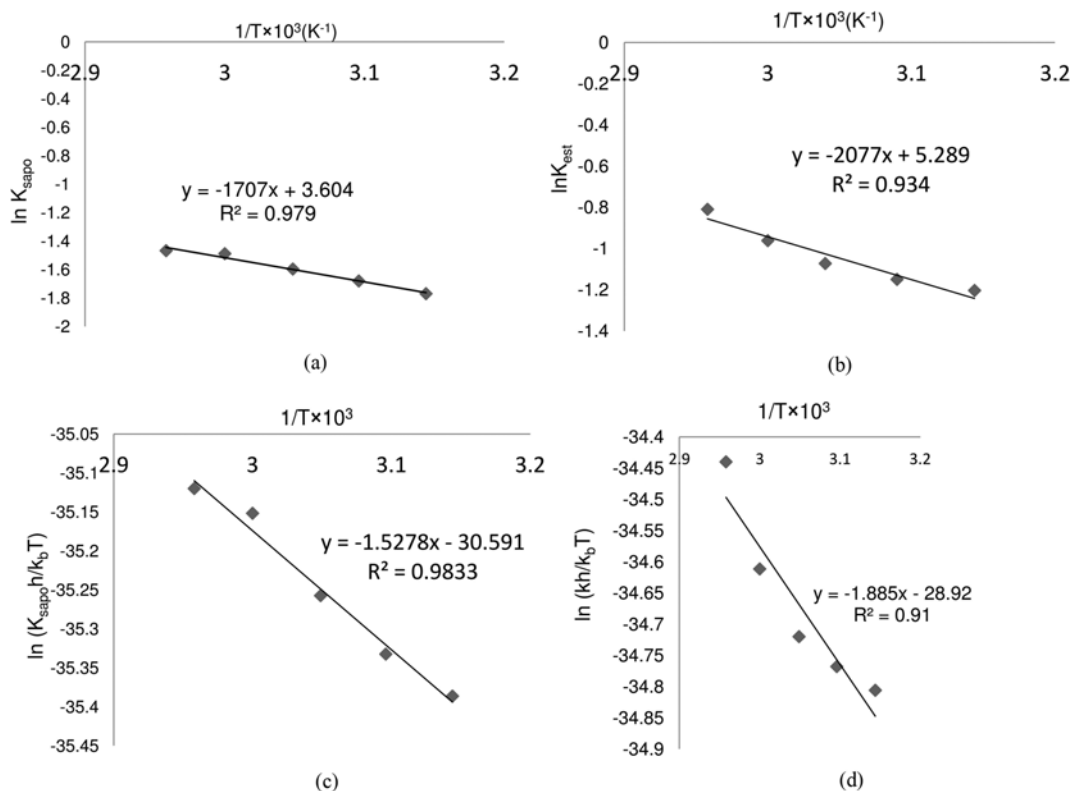 1/T×10³(K⁻¹)
0
-0.2
-0.4
-0.6
-0.8
-1
-1.2
-1.4
-1.6
-1.8
-2
2.9
3
3.1
3.2
ln K_sapo
y = -1707x + 3.604
R² = 0.979
(a)
1/T×10³(K⁻¹)
0
-0.2
-0.4
-0.6
-0.8
-1
-1.2
-1.4
2.9
3
3.1
3.2
lnK_est
y = -2077x + 5.289
R² = 0.934
(b)
1/T×10³
-35.05
-35.1
-35.15
-35.2
-35.25
-35.3
-35.35
-35.4
-35.45
2.9
3
3.1
3.2
ln (K_sapoh/k_bT)
y = -1.5278x - 30.591
R² = 0.9833
(c)
1/T×10³
-34.4
-34.45
-34.5
-34.55
-34.6
-34.65
-34.7
-34.75
-34.8
-34.85
-34.9
2.9
3
3.1
3.2
ln (kh/k_bT)
y = -1.885x - 28.92
R² = 0.91
(d)